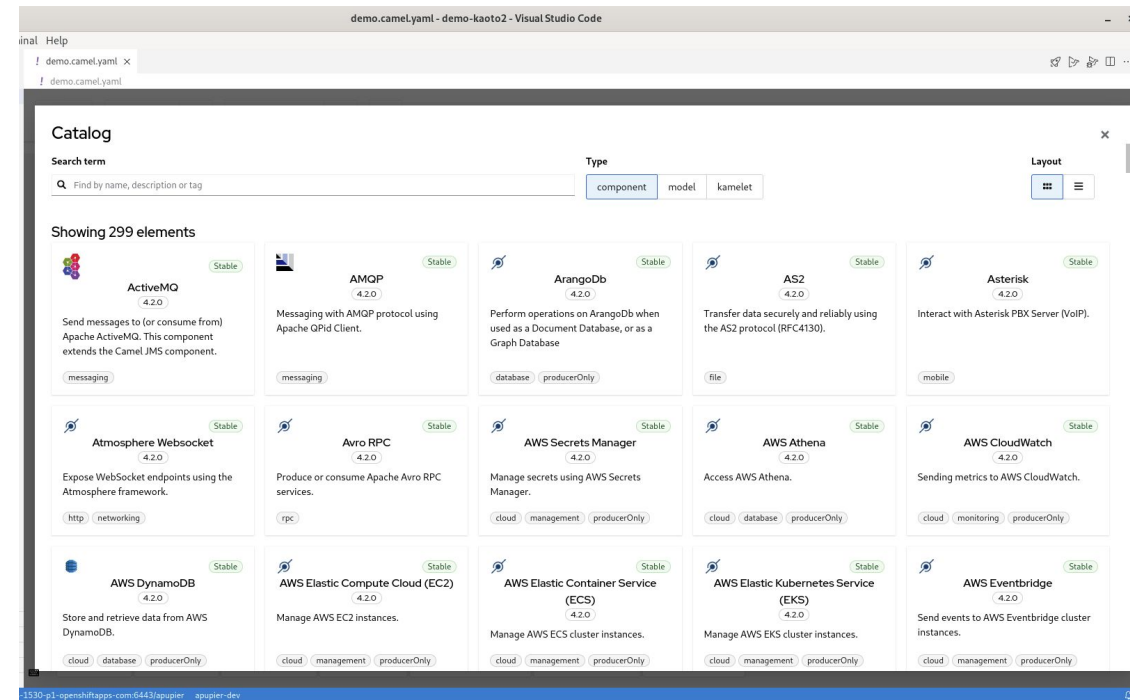 demo.camel.yaml - demo-kaoto2 - Visual Studio Code
Help
! demo.camel.yaml ×
! demo.camel.yaml
Catalog
Search term
Type
Layout
Find by name, description or tag
component model kamelet
Showing 299 elements
Stable
ActiveMQ
4.2.0
Send messages to (or consume from)
Apache ActiveMQ. This component
extends the Camel JMS component.
messaging
Stable
AMQP
4.2.0
Messaging with AMQP protocol using
Apache QPid Client.
messaging
Stable
ArangoDb
4.2.0
Perform operations on ArangoDb when
used as a Document Database, or as a
Graph Database
database producerOnly
Stable
AS2
4.2.0
Transfer data securely and reliably using
the AS2 protocol (RFC4130).
file
Stable
Asterisk
4.2.0
Interact with Asterisk PBX Server (VoIP).
mobile
Stable
Atmosphere Websocket
4.2.0
Expose WebSocket endpoints using the
Atmosphere framework.
http networking
Stable
Avro RPC
4.2.0
Produce or consume Apache Avro RPC
services.
rpc
Stable
AWS Secrets Manager
4.2.0
Manage secrets using AWS Secrets
Manager.
cloud management producerOnly
Stable
AWS Athena
4.2.0
Access AWS Athena.
cloud database producerOnly
Stable
AWS CloudWatch
4.2.0
Sending metrics to AWS CloudWatch.
cloud monitoring producerOnly
Stable
AWS DynamoDB
4.2.0
Store and retrieve data from AWS
DynamoDB.
cloud database producerOnly
Stable
AWS Elastic Compute Cloud (EC2)
4.2.0
Manage AWS EC2 instances.
cloud management producerOnly
Stable
AWS Elastic Container Service
(ECS)
4.2.0
Manage AWS ECS cluster instances.
cloud management producerOnly
Stable
AWS Elastic Kubernetes Service
(EKS)
4.2.0
Manage AWS EKS cluster instances.
cloud management producerOnly
Stable
AWS Eventbridge
4.2.0
Send events to AWS Eventbridge cluster
instances.
cloud management producerOnly
-1530-p1-openshiftapps-com:6443/apupier apupier-dev